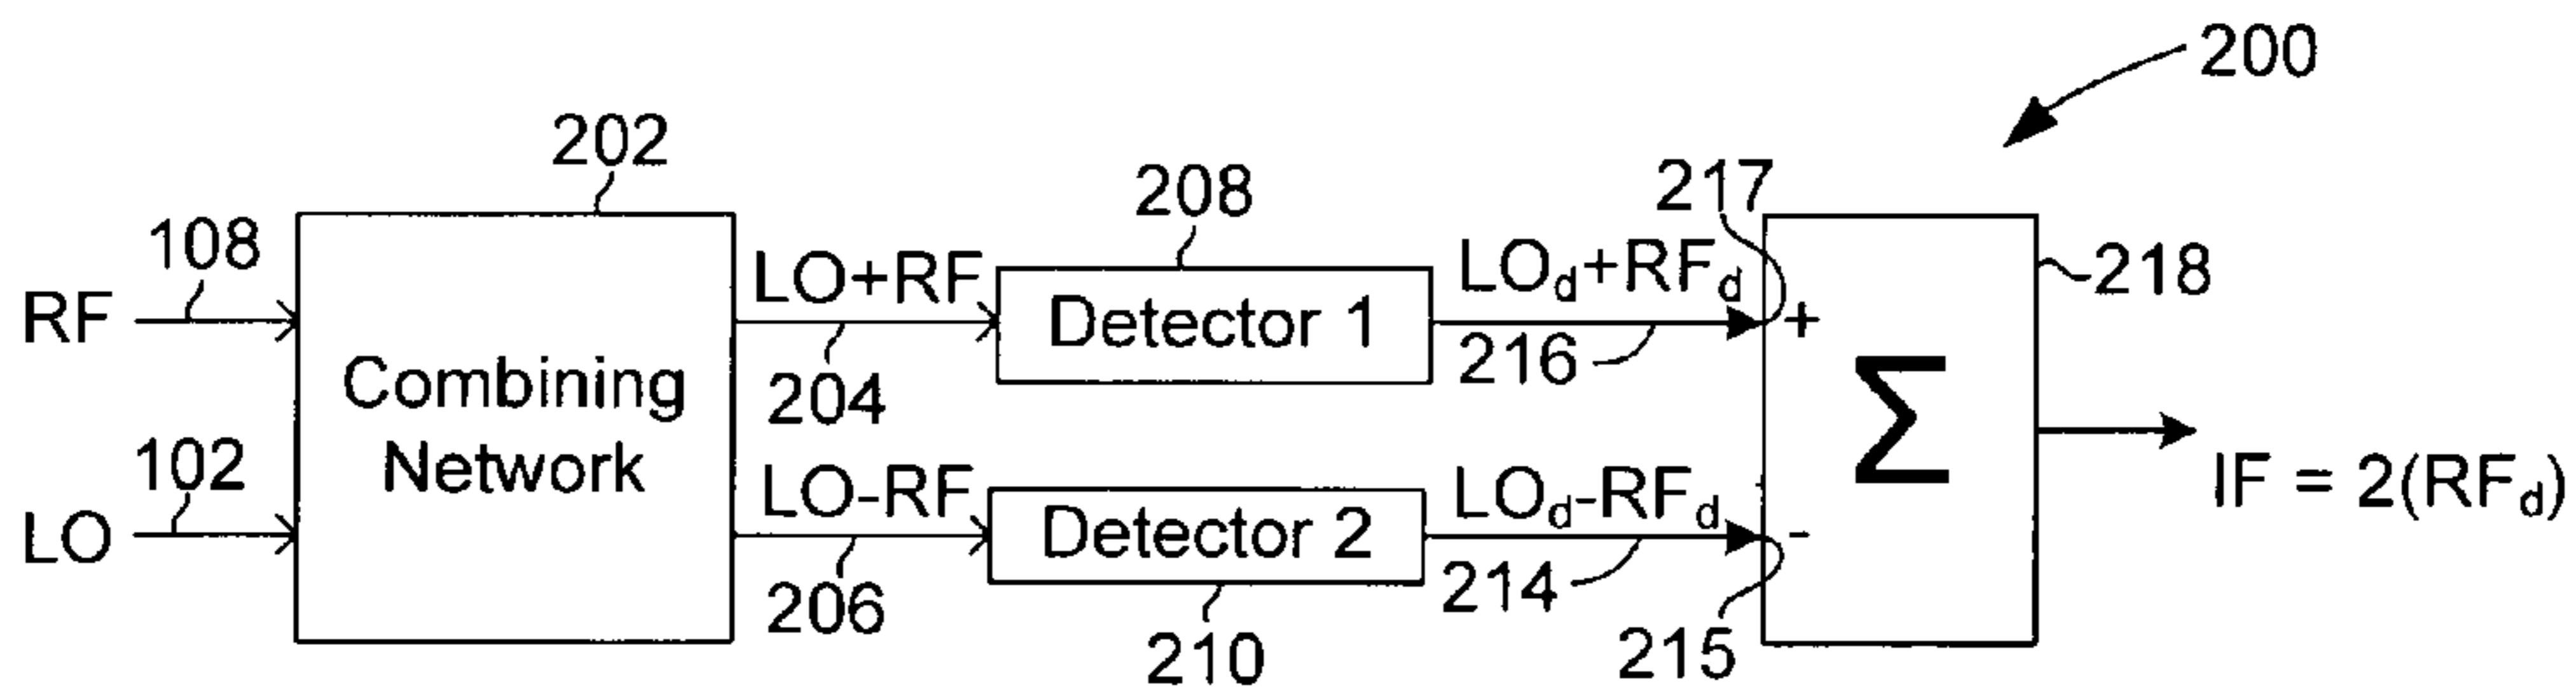 200
202
208
217
108
RF
LO+RF
Detector 1
LOd+RFd
+
218
204
216
Combining
Network
Σ
102
LO
LO-RF
Detector 2
LOd-RFd
-
IF = 2(RFd)
206
210
214
215